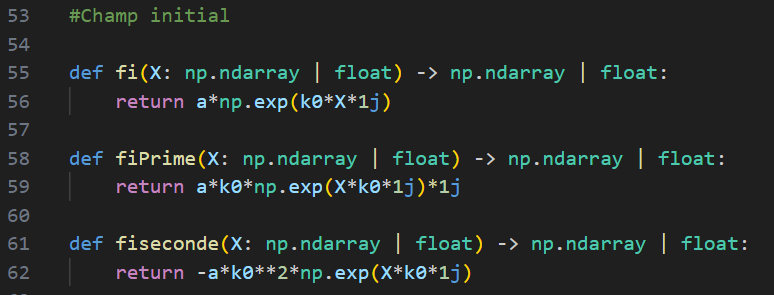 53 #Champ initial
54
55 def fi(X: np.ndarray | float) -> np.ndarray | float:
56     return a*np.exp(k0*X*1j)
57
58 def fiPrime(X: np.ndarray | float) -> np.ndarray | float:
59     return a*k0*np.exp(X*k0*1j)*1j
60
61 def fiseconde(X: np.ndarray | float) -> np.ndarray | float:
62     return -a*k0**2*np.exp(X*k0*1j)